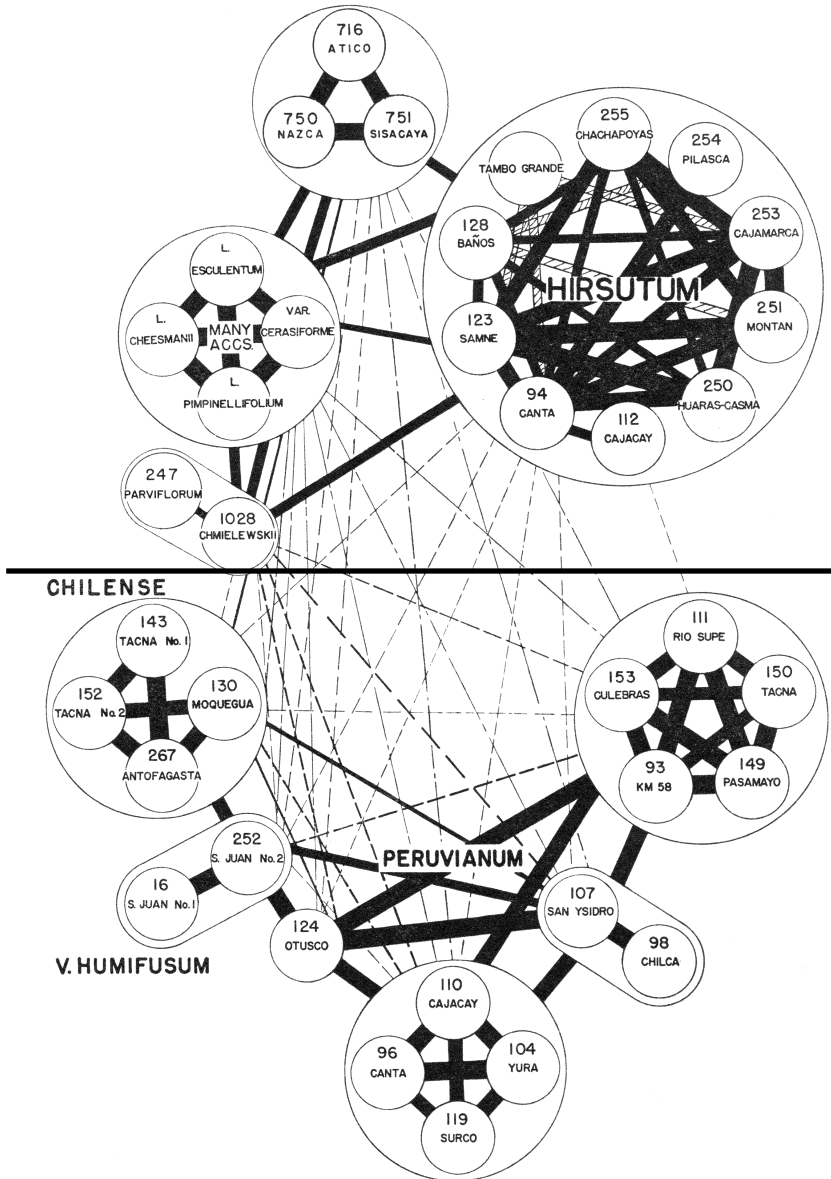 716
ATICO
750
NAZCA
751
SISACAYA
255
CHACHAPOYAS
254
PILASCA
TAMBO GRANDE
128
BAÑOS
253
CAJAMARCA
HIRSUTUM
123
SAMNE
251
MONTAN
94
CANTA
250
HUARAS-CASMA
112
CAJACAY
L.
ESCULENTUM
L.
CHEESMANII
MANY
ACCS.
VAR.
CERASIFORME
L.
PIMPINELLIFOLIUM
247
PARVIFLORUM
1028
CHMIELEWSKII
CHILENSE
143
TACNA No. 1
152
TACNA No. 2
130
MOQUEGUA
267
ANTOFAGASTA
111
RIO SUPE
153
CULEBRAS
150
TACNA
93
KM 58
149
PASAMAYO
252
S. JUAN No. 2
16
S. JUAN No. 1
PERUVIANUM
124
OTUSCO
107
SAN YSIDRO
98
CHILCA
V. HUMIFUSUM
110
CAJACAY
96
CANTA
104
YURA
119
SURCO